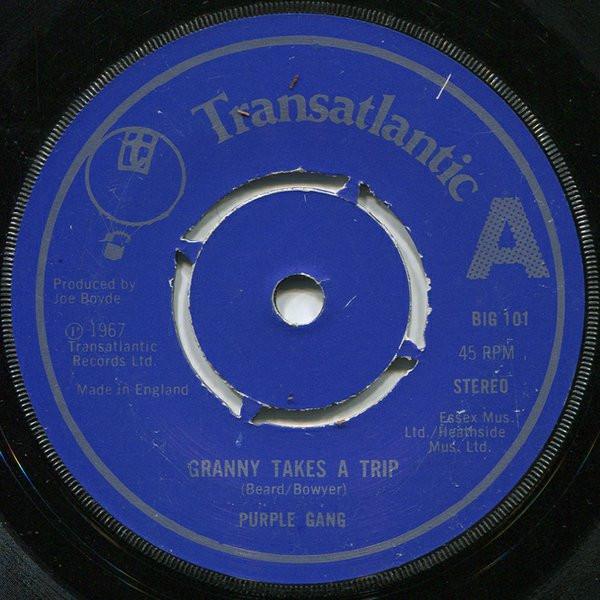 Transatlantic
A
Produced by
Joe Boyde
℗ 1967
Transatlantic
Records Ltd.
Made in England
BIG 101
45 RPM
STEREO
Essex Mus.
Ltd./Heathside
Mus. Ltd.
GRANNY TAKES A TRIP
(Beard/Bowyer)
PURPLE GANG